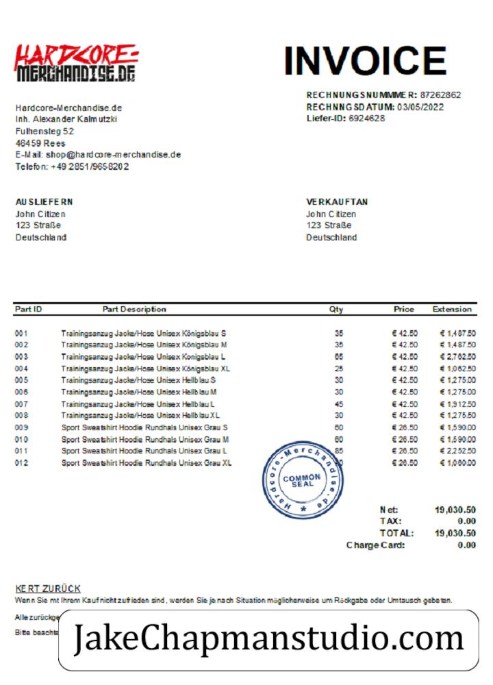 HARDCORE-
MERCHANDISE.DE
INVOICE
RECHNUNGSNUMMMER: 87262862
RECHNNGSDATUM: 03/05/2022
Liefer-ID: 6924628
Hardcore-Merchandise.de
Inh. Alexander Kalmutzki
Fulhensteg 52
46459 Rees
E-Mail: shop@hardcore-merchandise.de
Telefon: +49 2851/9658202
AUSLIEFERN
John Citizen
123 Straße
Deutschland
VERKAUFTAN
John Citizen
123 Straße
Deutschland
Part ID Part Description Qty Price Extension
001 Trainingsanzug Jacke/Hose Unisex Königsblau S 35 € 42.50 € 1,487.50
002 Trainingsanzug Jacke/Hose Unisex Königsblau M 35 € 42.50 € 1,487.50
003 Trainingsanzug Jacke/Hose Unisex Konigsblau L 65 € 42.50 € 2,762.50
004 Trainingsanzug Jacke/Hose Unisex Königsblau XL 25 € 42.50 € 1,062.50
005 Trainingsanzug Jacke/Hose Unisex Hellblau S 30 € 42.50 € 1,275.00
006 Trainingsanzug Jacke/Hose Unisex Hellblau M 30 € 42.50 € 1,275.00
007 Trainingsanzug Jacke/Hose Unisex Hellblau L 45 € 42.50 € 1,912.50
008 Trainingsanzug Jacke/Hose Unisex Hellblau XL 30 € 42.50 € 1,275.50
009 Sport Sweatshirt Hoodie Rundhals Unisex Grau S 60 € 26.50 € 1,590.00
010 Sport Sweatshirt Hoodie Rundhals Unisex Grau M 60 € 26.50 € 1,590.00
011 Sport Sweatshirt Hoodie Rundhals Unisex Grau L 85 € 26.50 € 2,252.50
012 Sport Sweatshirt Hoodie Rundhals Unisex Grau XL € 26.50 € 1,060.00
Hardcore-Merchandise.de
COMMON
SEAL
Net: 19,030.50
TAX: 0.00
TOTAL: 19,030.50
Charge Card: 0.00
KERT ZURÜCK
Wenn Sie mit Ihrem Kauf nicht zufrieden sind, werden Sie je nach Situation möglicherweise um Rückgabe oder Umtausch gebeten.
Alle
Bitte
JakeChapmanstudio.com